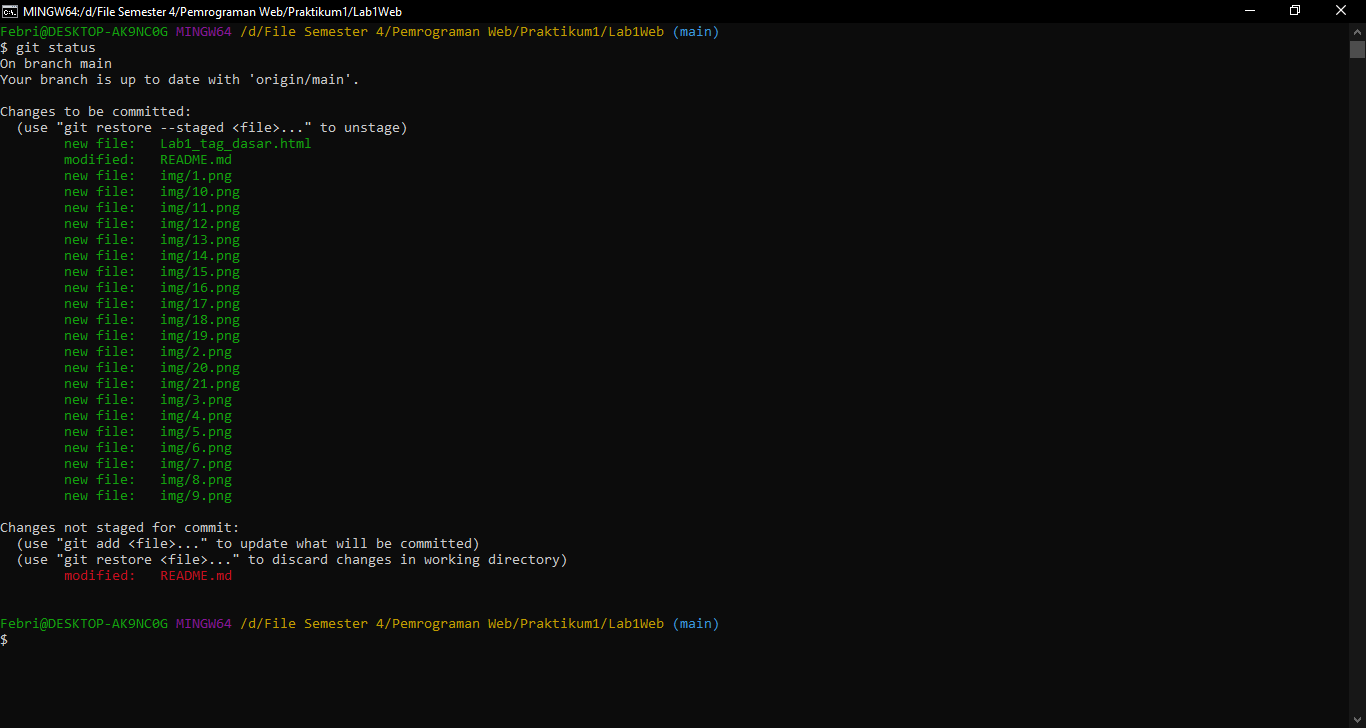 MINGW64:/d/File Semester 4/Pemrograman Web/Praktikum1/Lab1Web
Febri@DESKTOP-AK9NC0G MINGW64 /d/File Semester 4/Pemrograman Web/Praktikum1/Lab1Web (main)
$ git status
On branch main
Your branch is up to date with 'origin/main'.
Changes to be committed:
  (use "git restore --staged <file>..." to unstage)
        new file:   Lab1_tag_dasar.html
        modified:   README.md
        new file:   img/1.png
        new file:   img/10.png
        new file:   img/11.png
        new file:   img/12.png
        new file:   img/13.png
        new file:   img/14.png
        new file:   img/15.png
        new file:   img/16.png
        new file:   img/17.png
        new file:   img/18.png
        new file:   img/19.png
        new file:   img/2.png
        new file:   img/20.png
        new file:   img/21.png
        new file:   img/3.png
        new file:   img/4.png
        new file:   img/5.png
        new file:   img/6.png
        new file:   img/7.png
        new file:   img/8.png
        new file:   img/9.png
Changes not staged for commit:
  (use "git add <file>..." to update what will be committed)
  (use "git restore <file>..." to discard changes in working directory)
        modified:   README.md
Febri@DESKTOP-AK9NC0G MINGW64 /d/File Semester 4/Pemrograman Web/Praktikum1/Lab1Web (main)
$